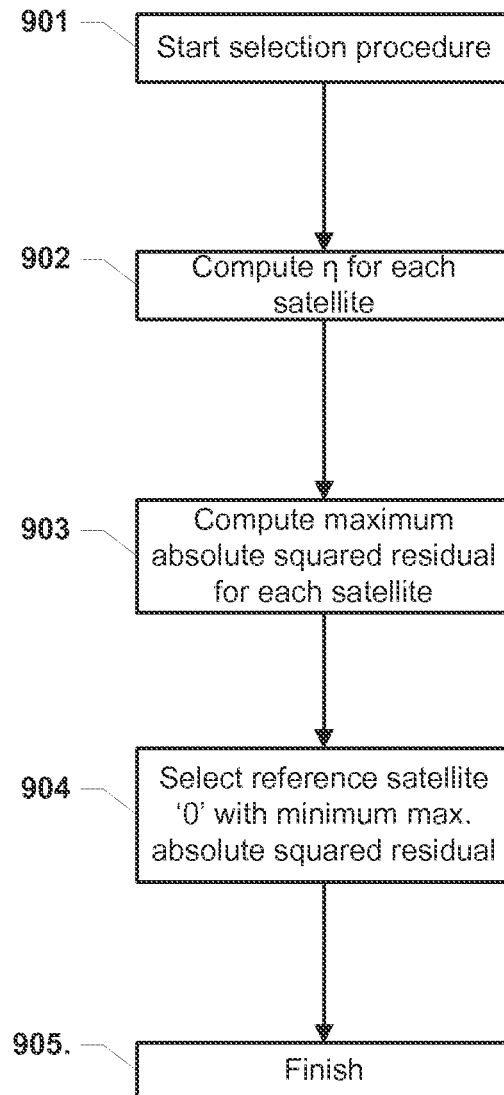 901
Start selection procedure
902
Compute η for each
satellite
903
Compute maximum
absolute squared residual
for each satellite
904
Select reference satellite
‘0’ with minimum max.
absolute squared residual
905.
Finish